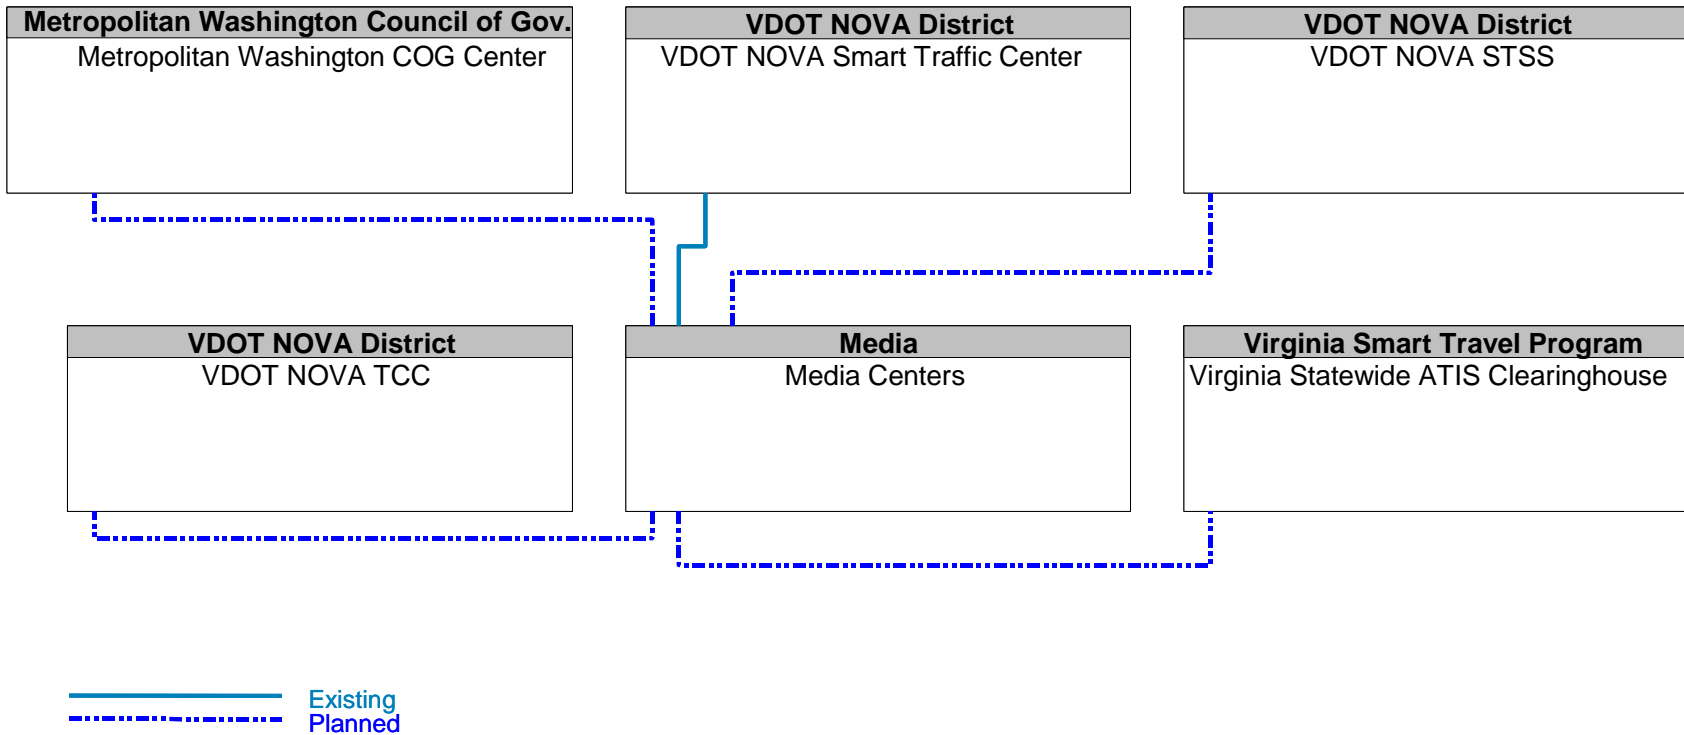 Metropolitan Washington Council of Gov.
Metropolitan Washington COG Center
VDOT NOVA District
VDOT NOVA Smart Traffic Center
VDOT NOVA District
VDOT NOVA STSS
VDOT NOVA District
VDOT NOVA TCC
Media
Media Centers
Virginia Smart Travel Program
Virginia Statewide ATIS Clearinghouse
Existing
Planned